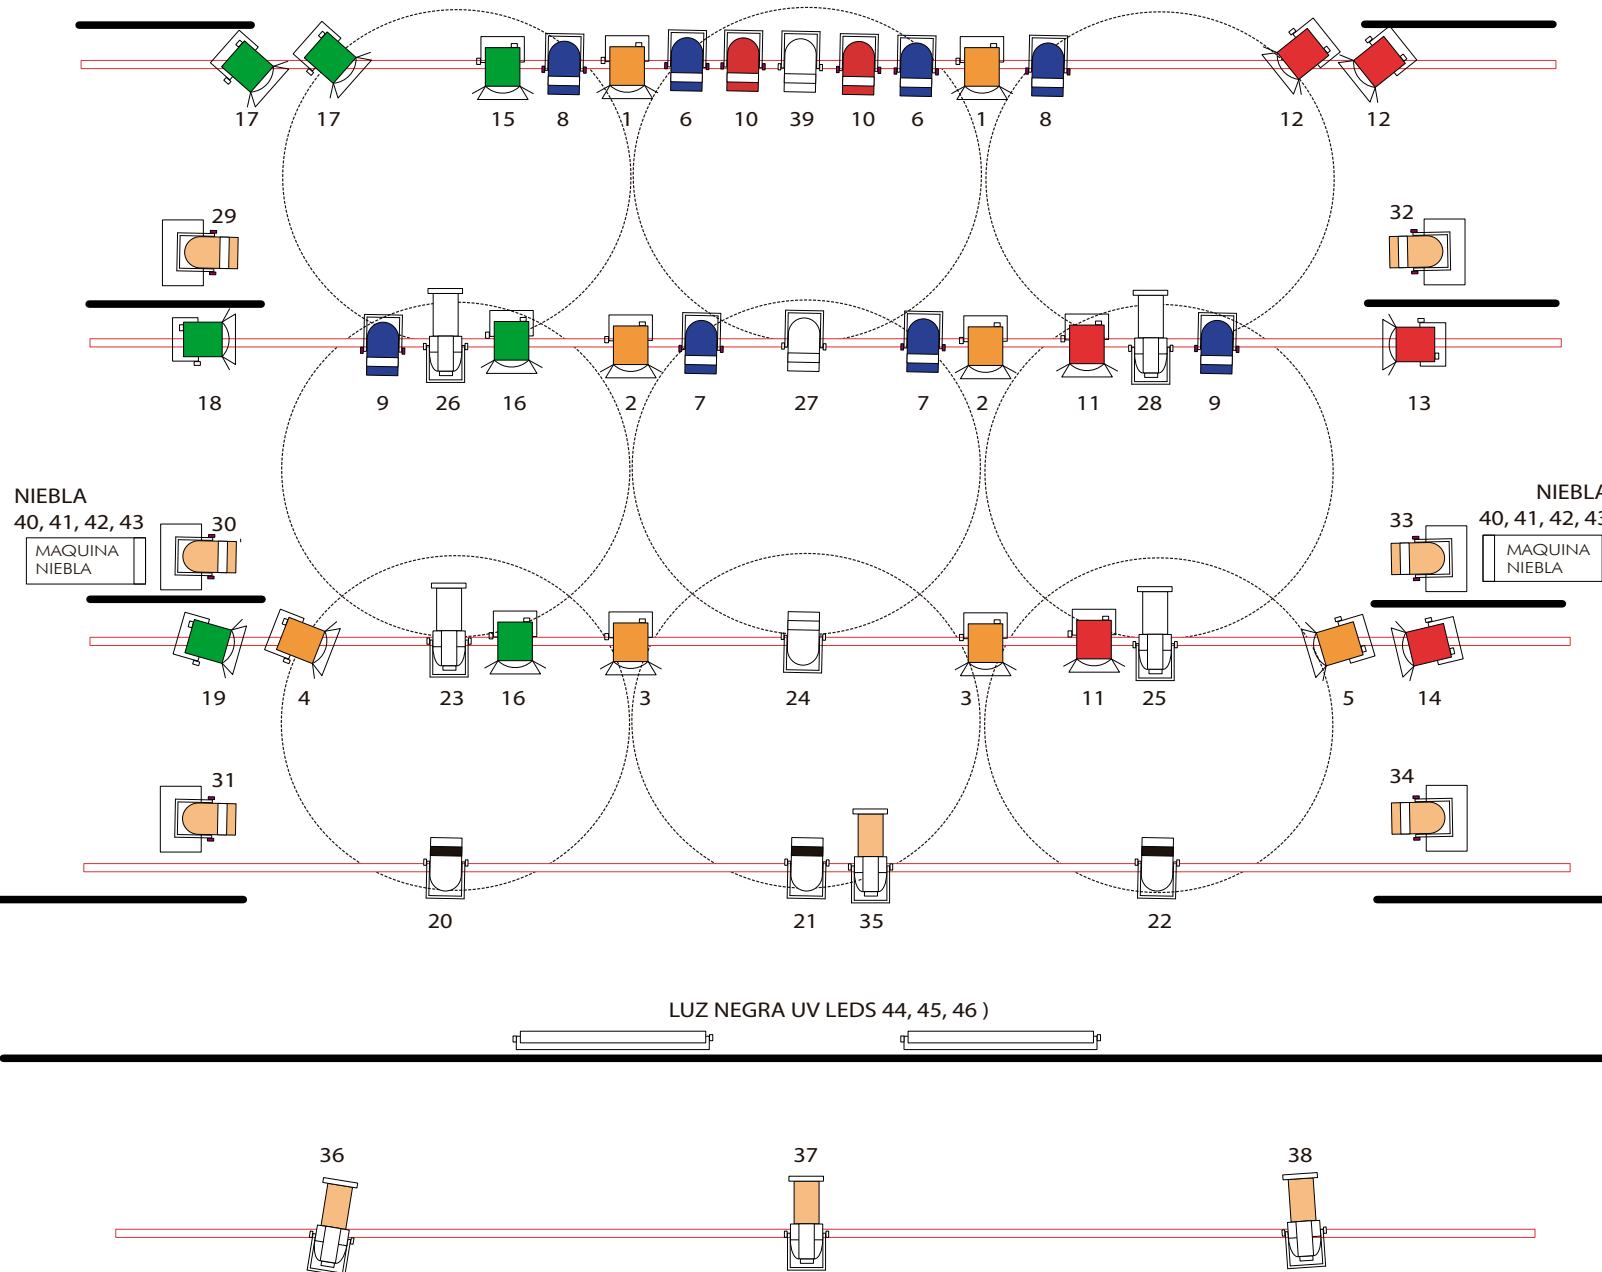 17 17 15 8 1 6 10 39 10 6 1 8 12 12
29 32
18 9 26 16 2 7 27 7 2 11 28 9 13
NIEBLA
40, 41, 42, 43
MAQUINA
NIEBLA
30
33
NIEBLA
40, 41, 42, 43
MAQUINA
NIEBLA
19 4 23 16 3 24 3 11 25 5 14
31 34
20 21 35 22
LUZ NEGRA UV LEDS 44, 45, 46 )
36 37 38